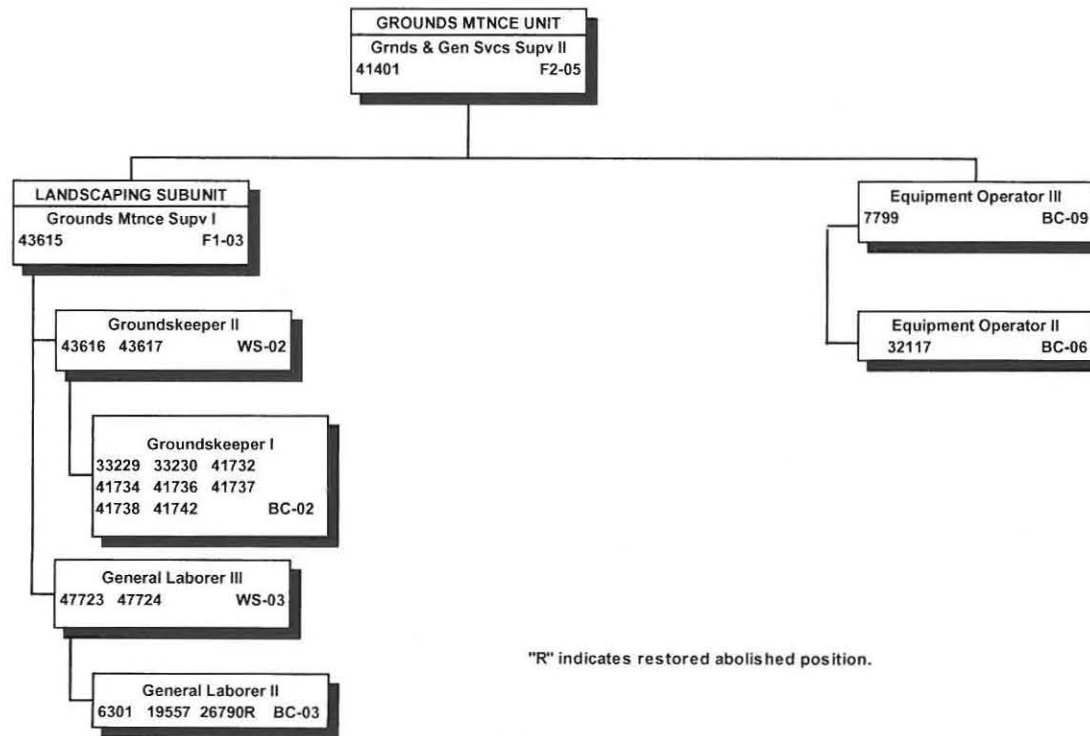 GROUNDS MTNCE UNIT
Grnds & Gen Svcs Supv II
41401 F2-05
LANDSCAPING SUBUNIT
Grounds Mtnce Supv I
43615 F1-03
Groundskeeper II
43616 43617 WS-02
Groundskeeper I
33229 33230 41732
41734 41736 41737
41738 41742 BC-02
General Laborer III
47723 47724 WS-03
General Laborer II
6301 19557 26790R BC-03
Equipment Operator III
7799 BC-09
Equipment Operator II
32117 BC-06
"R" indicates restored abolished position.